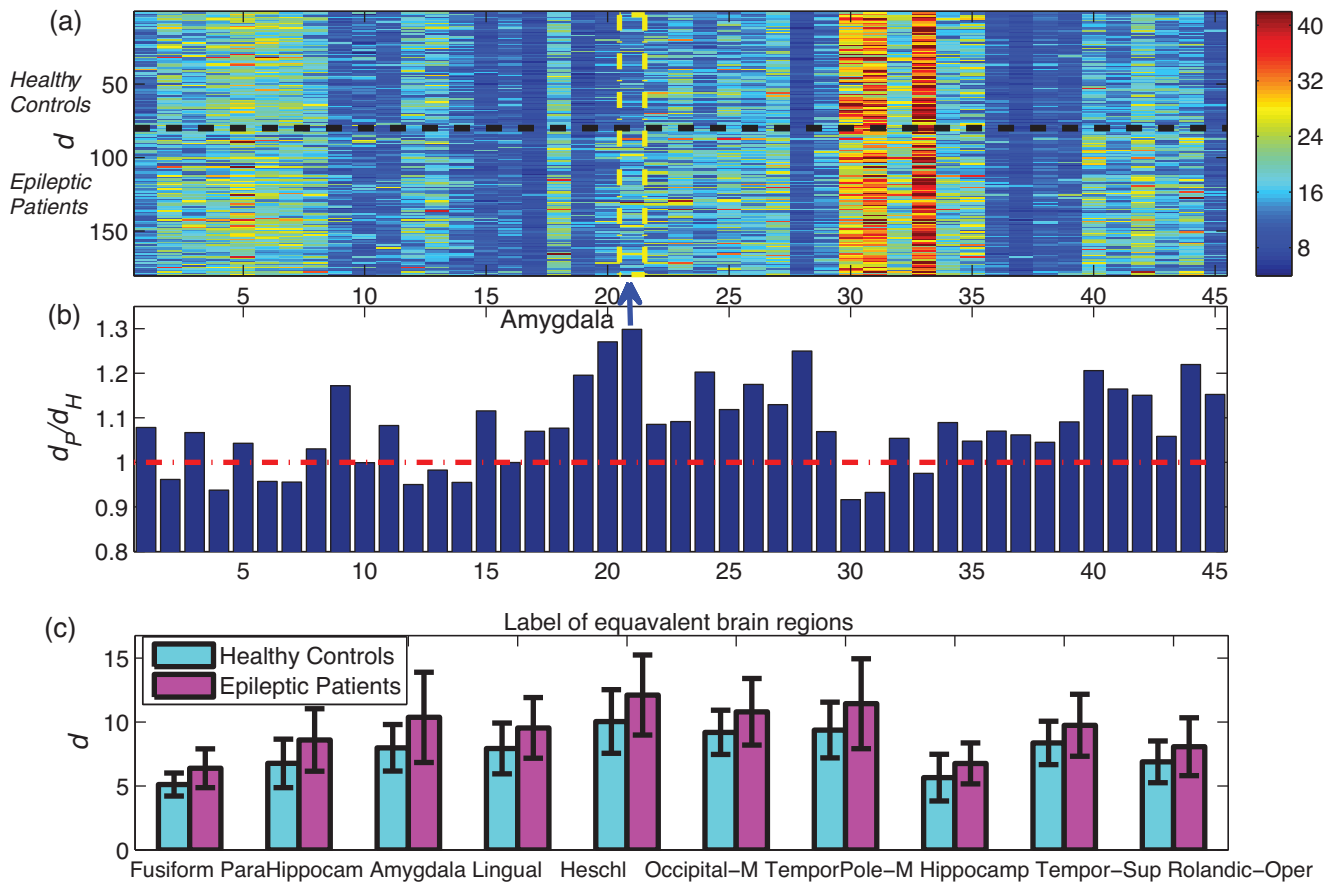 (a)
Healthy
Controls
d
Epileptic
Patients
50
100
150
5 10 15 20 25 30 35 40 45
40
32
24
16
8
(b)
Amygdala
d_P/d_H
1.3
1.2
1.1
1
0.9
0.8
5 10 15 20 25 30 35 40 45
Label of equavalent brain regions
(c)
Healthy Controls
Epileptic Patients
d
15
10
5
0
Fusiform ParaHippocam Amygdala Lingual Heschl Occipital-M TemporPole-M Hippocamp Tempor-Sup Rolandic-Oper